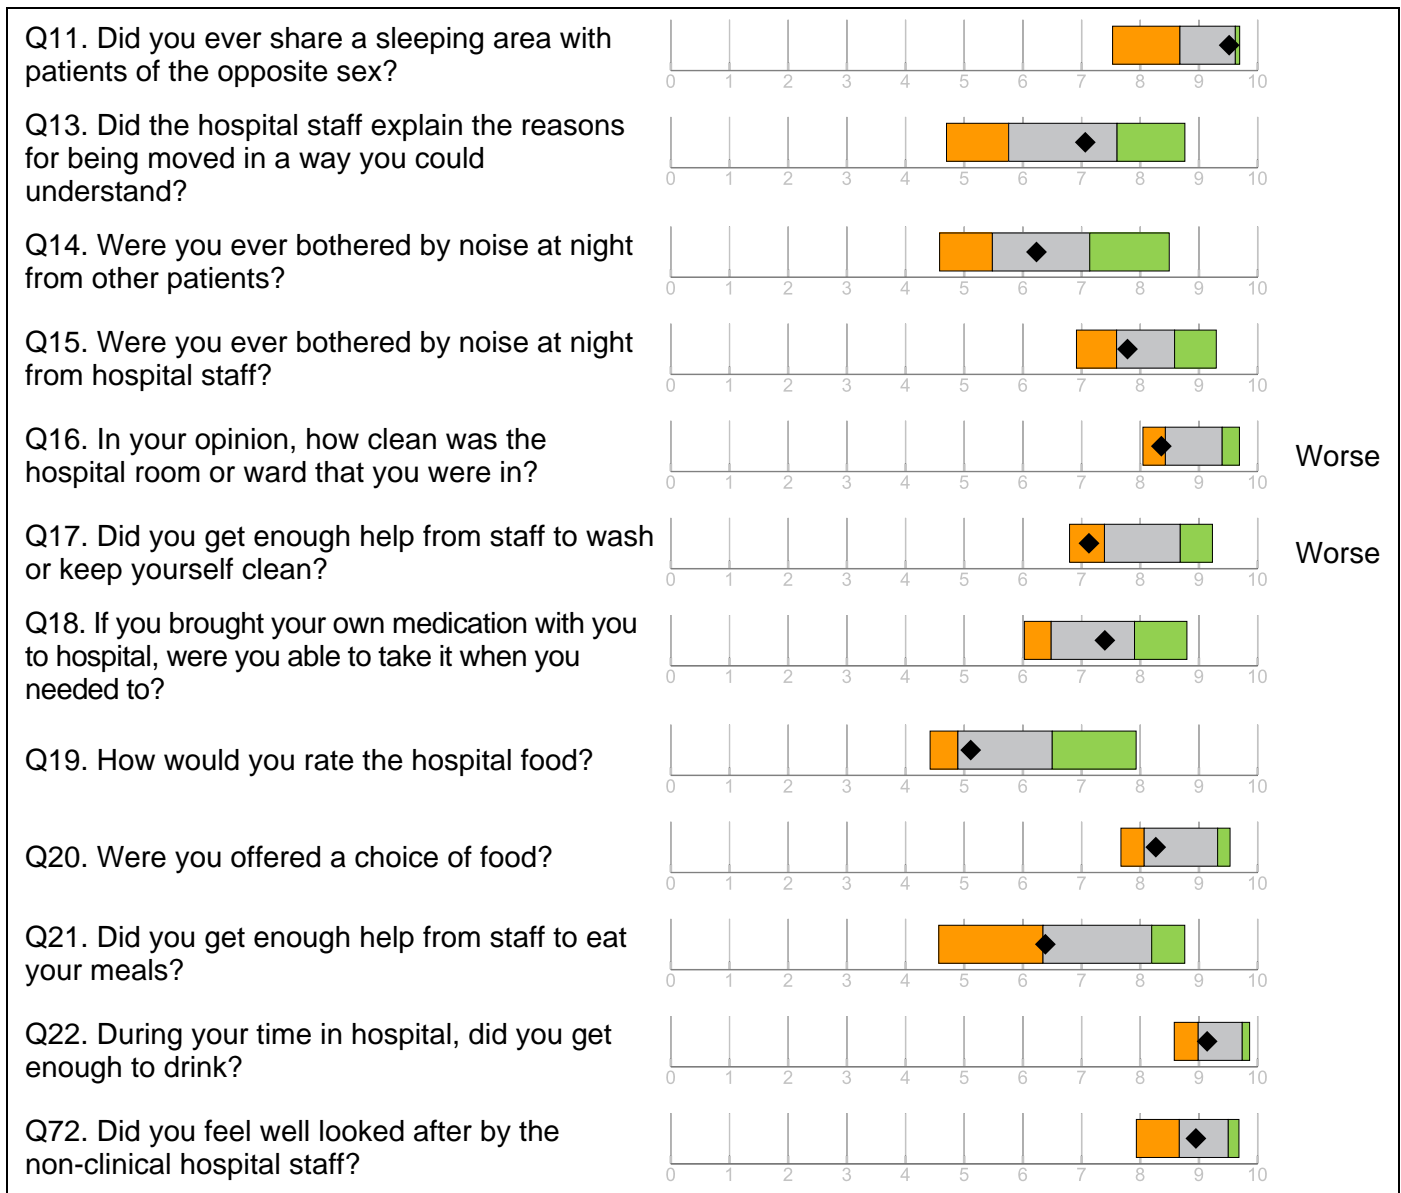 Q11. Did you ever share a sleeping area with
patients of the opposite sex?
0 1 2 3 4 5 6 7 8 9 10
Q13. Did the hospital staff explain the reasons
for being moved in a way you could
understand?
0 1 2 3 4 5 6 7 8 9 10
Q14. Were you ever bothered by noise at night
from other patients?
0 1 2 3 4 5 6 7 8 9 10
Q15. Were you ever bothered by noise at night
from hospital staff?
0 1 2 3 4 5 6 7 8 9 10
Q16. In your opinion, how clean was the
hospital room or ward that you were in?
0 1 2 3 4 5 6 7 8 9 10
Worse
Q17. Did you get enough help from staff to wash
or keep yourself clean?
0 1 2 3 4 5 6 7 8 9 10
Worse
Q18. If you brought your own medication with you
to hospital, were you able to take it when you
needed to?
0 1 2 3 4 5 6 7 8 9 10
Q19. How would you rate the hospital food?
0 1 2 3 4 5 6 7 8 9 10
Q20. Were you offered a choice of food?
0 1 2 3 4 5 6 7 8 9 10
Q21. Did you get enough help from staff to eat
your meals?
0 1 2 3 4 5 6 7 8 9 10
Q22. During your time in hospital, did you get
enough to drink?
0 1 2 3 4 5 6 7 8 9 10
Q72. Did you feel well looked after by the
non-clinical hospital staff?
0 1 2 3 4 5 6 7 8 9 10